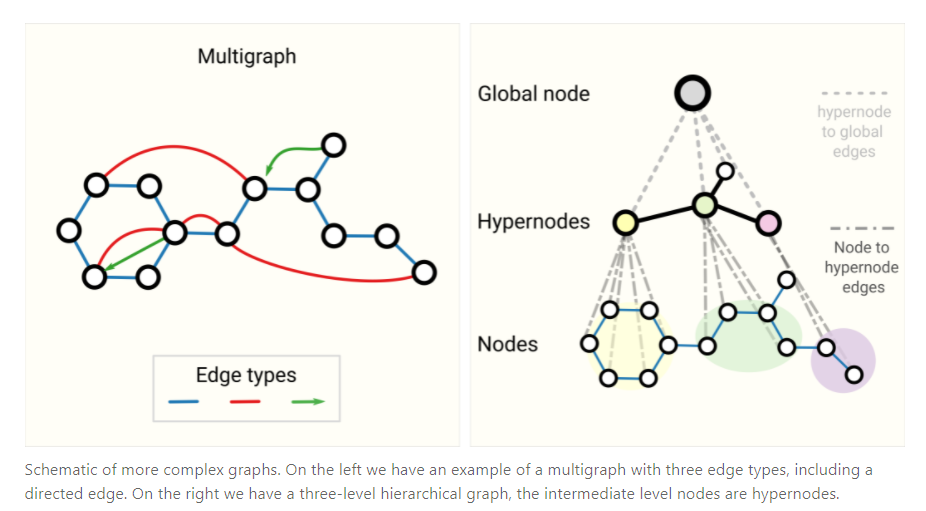 Multigraph
Edge types
Global node
hypernode
to global
edges
Hypernodes
Node to
hypernode
edges
Nodes
Schematic of more complex graphs. On the left we have an example of a multigraph with three edge types, including a
directed edge. On the right we have a three-level hierarchical graph, the intermediate level nodes are hypernodes.